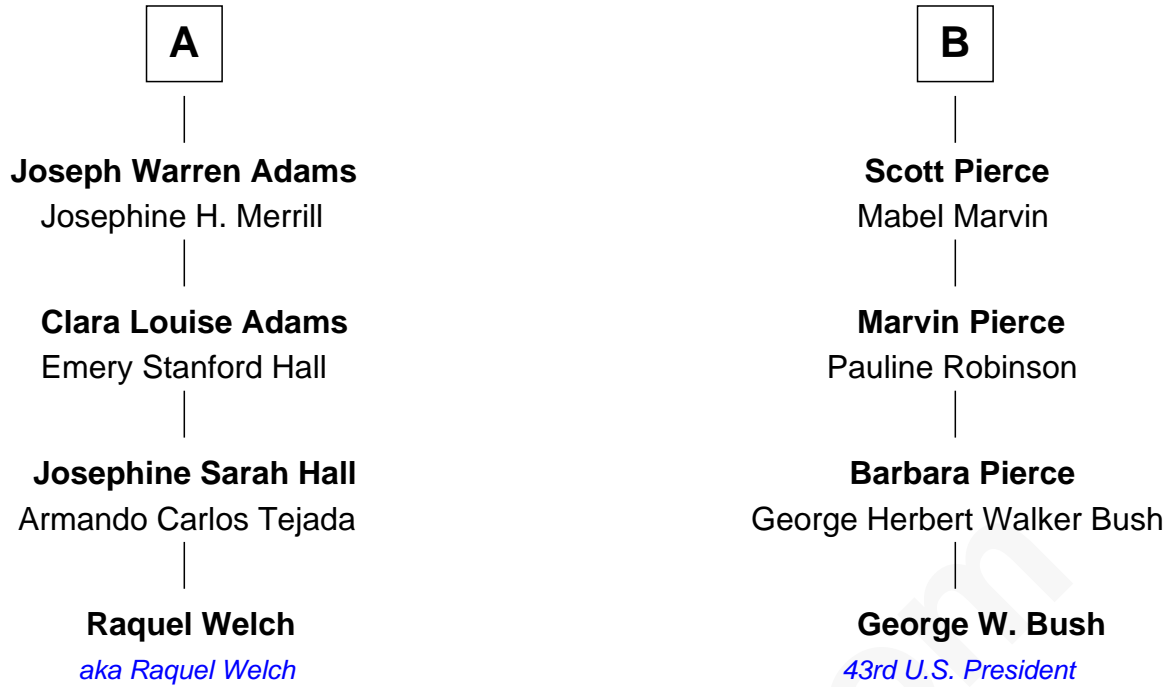 A
Joseph Warren Adams
Josephine H. Merrill
Clara Louise Adams
Emery Stanford Hall
Josephine Sarah Hall
Armando Carlos Tejada
Raquel Welch
aka Raquel Welch
B
Scott Pierce
Mabel Marvin
Marvin Pierce
Pauline Robinson
Barbara Pierce
George Herbert Walker Bush
George W. Bush
43rd U.S. President